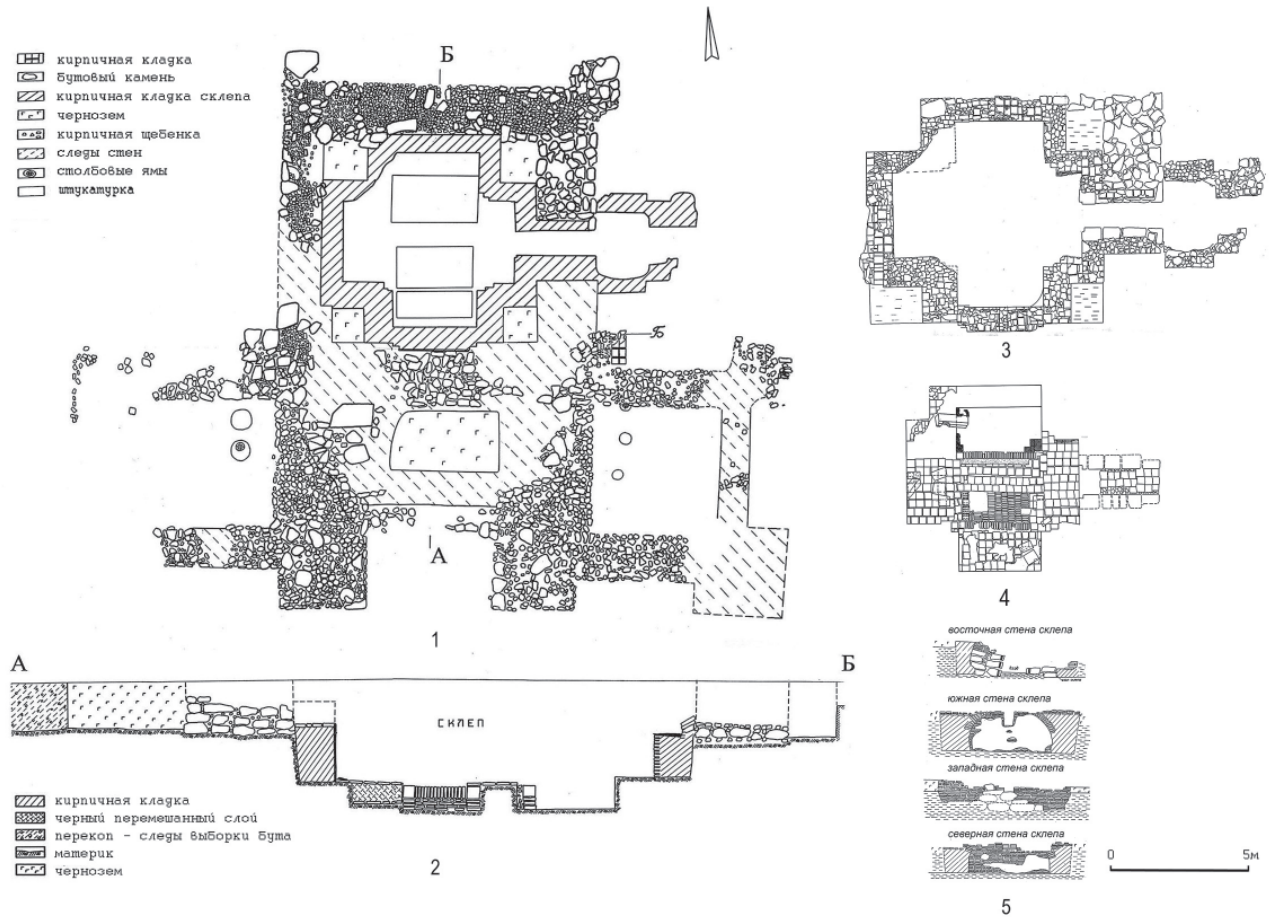 кирпичная кладка
бутовый камень
кирпичная кладка склепа
чернозем
кирпичная щебенка
следы стен
столбовые ямы
штукатурка
Б
Б
А
1
3
4
А
Б
склеп
кирпичная кладка
черный перемешанный слой
перекоп - следы выборки бута
материк
чернозем
2
восточная стена склепа
южная стена склепа
западная стена склепа
северная стена склепа
5
0 5м